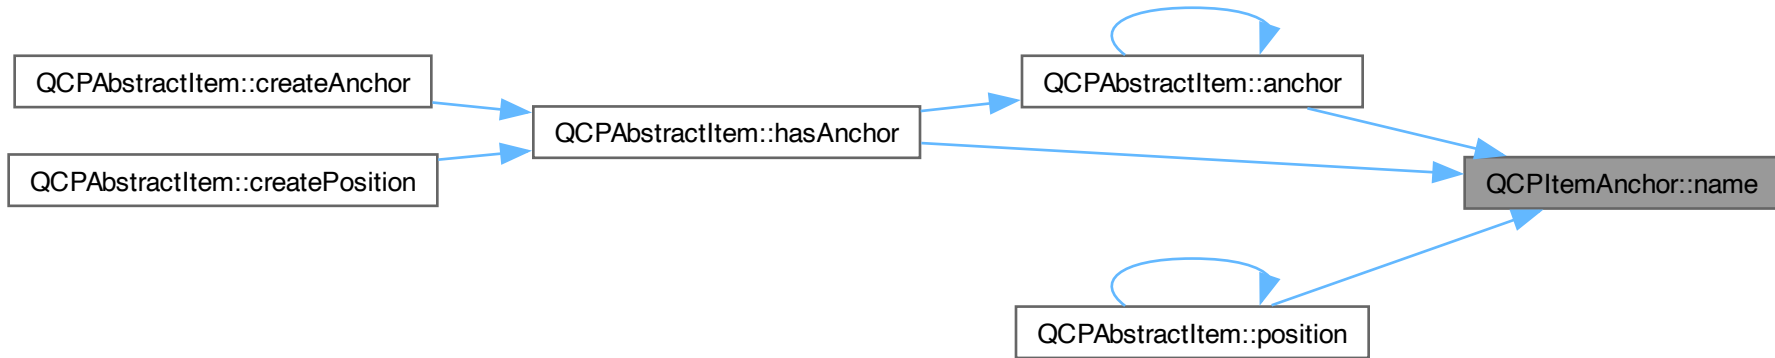 QCPAbstractItem::createAnchor
QCPAbstractItem::createPosition
QCPAbstractItem::hasAnchor
QCPAbstractItem::anchor
QCPItemAnchor::name
QCPAbstractItem::position